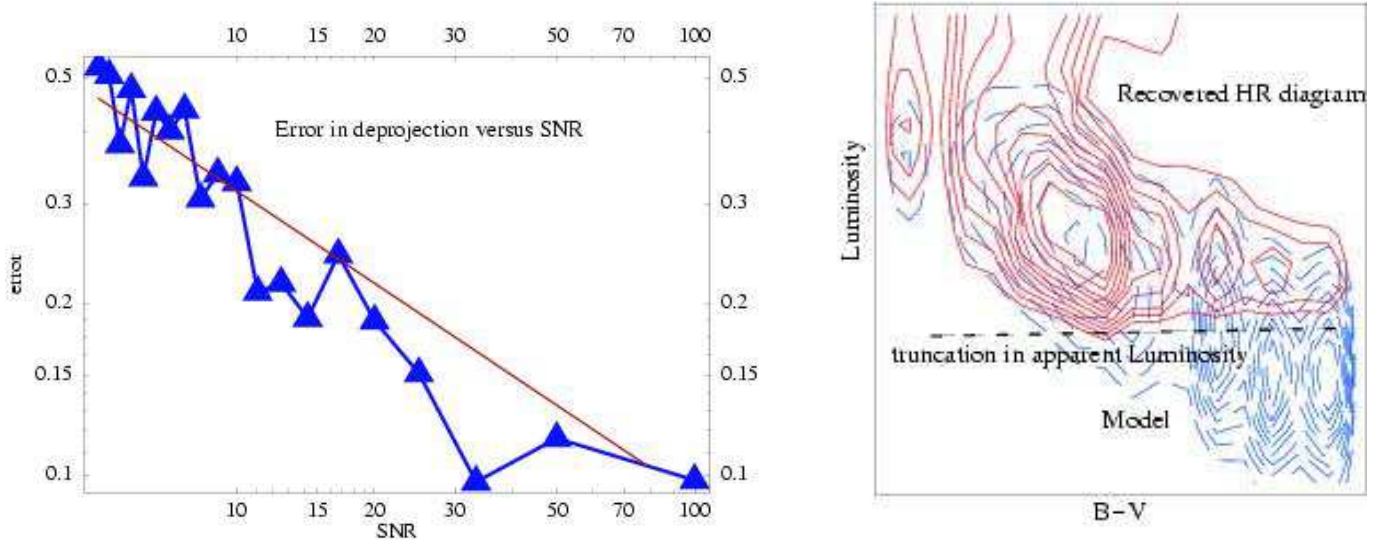 10 15 20 30 50 70 100
0.5 0.5
Error in deprojection versus SNR
0.3 0.3
error
0.2 0.2
0.15 0.15
0.1 0.1
10 15 20 30 50 70 100
SNR
Recovered HR diagram
Luminosity
truncation in apparent Luminosity
Model
B-V